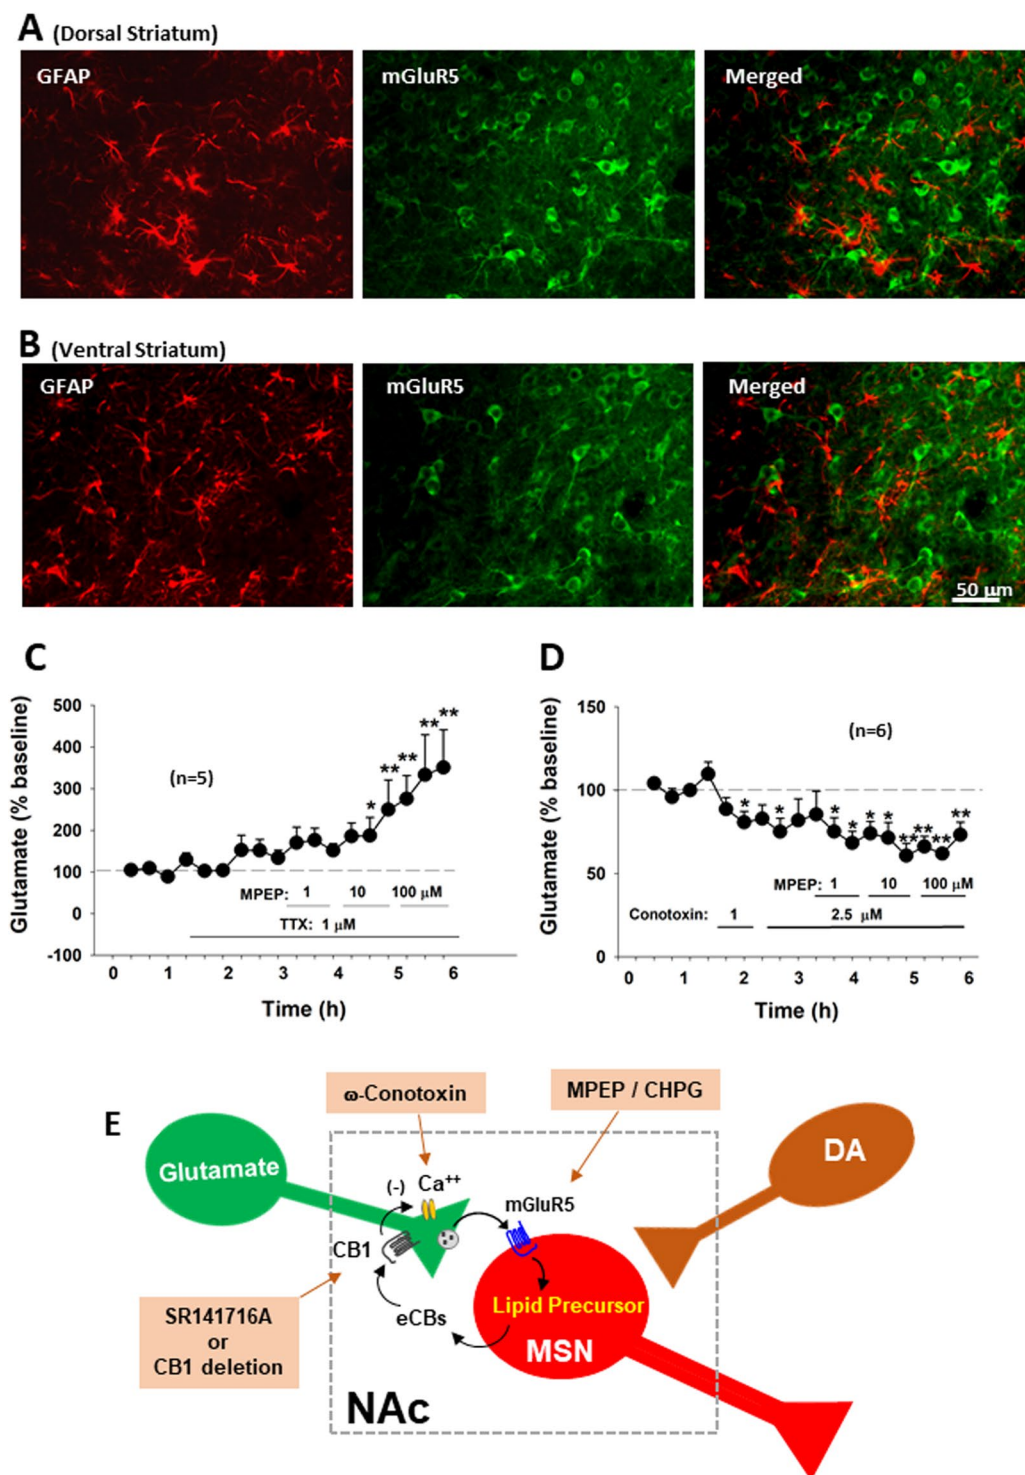 A (Dorsal Striatum)
GFAP
mGluR5
Merged
B (Ventral Striatum)
GFAP
mGluR5
Merged
50 µm
C
Glutamate (% baseline)
500
400
300
200
100
0
-100
(n=5)
*
**
**
**
**
MPEP: 1 10 100 µM
TTX: 1 µM
0 1 2 3 4 5 6
Time (h)
D
Glutamate (% baseline)
150
100
50
0
(n=6)
*
*
*
*
*
*
**
**
**
**
MPEP: 1 10 100 µM
Conotoxin: 1 2.5 µM
0 1 2 3 4 5 6
Time (h)
E
ω-Conotoxin
MPEP / CHPG
Glutamate
DA
(-)
Ca++
mGluR5
CB1
Lipid Precursor
eCBs
MSN
SR141716A
or
CB1 deletion
NAc